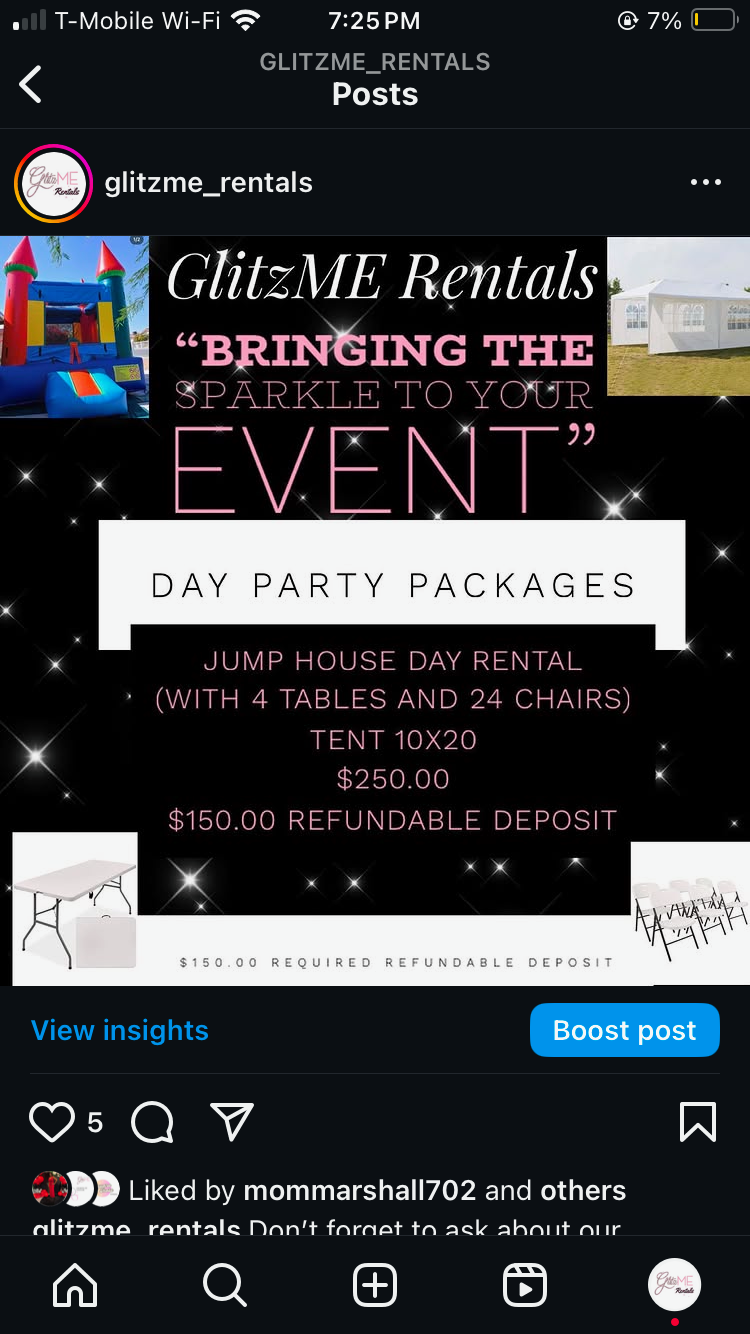 T-Mobile Wi-Fi 7:25 PM 7%
GLITZME_RENTALS
Posts
GlitzME
Rentals
glitzme_rentals
1/2
GlitzME Rentals
“BRINGING THE
SPARKLE TO YOUR
EVENT”
DAY PARTY PACKAGES
JUMP HOUSE DAY RENTAL
(WITH 4 TABLES AND 24 CHAIRS)
TENT 10X20
$250.00
$150.00 REFUNDABLE DEPOSIT
$150.00 REQUIRED REFUNDABLE DEPOSIT
View insights
Boost post
5
Liked by mommarshall702 and others
glitzme_rentals Don’t forget to ask about our
GlitzME
Rentals